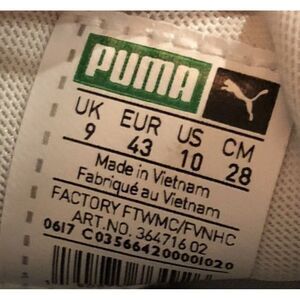 PUMA
UK EUR US CM
9 43 10 28
Made in Vietnam
Fabriqué au Vietnam
FACTORY FTWMC/FVNHC
ART.NO. 364716 02
0617 C035664200001020